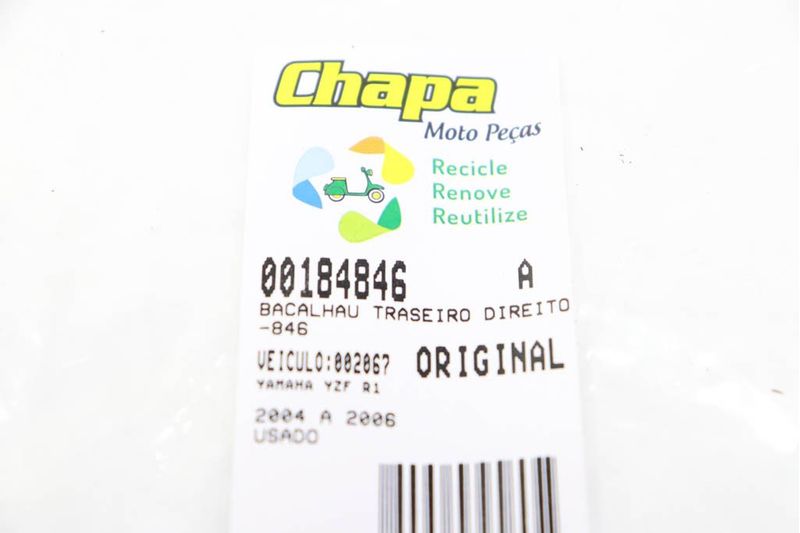 Chapa
Moto Peças
Recicle
Renove
Reutilize
00184846 A
BACALHAU TRASEIRO DIREITO
-846
VEICULO:002067 ORIGINAL
YAMAHA YZF R1
2004 A 2006
USADO